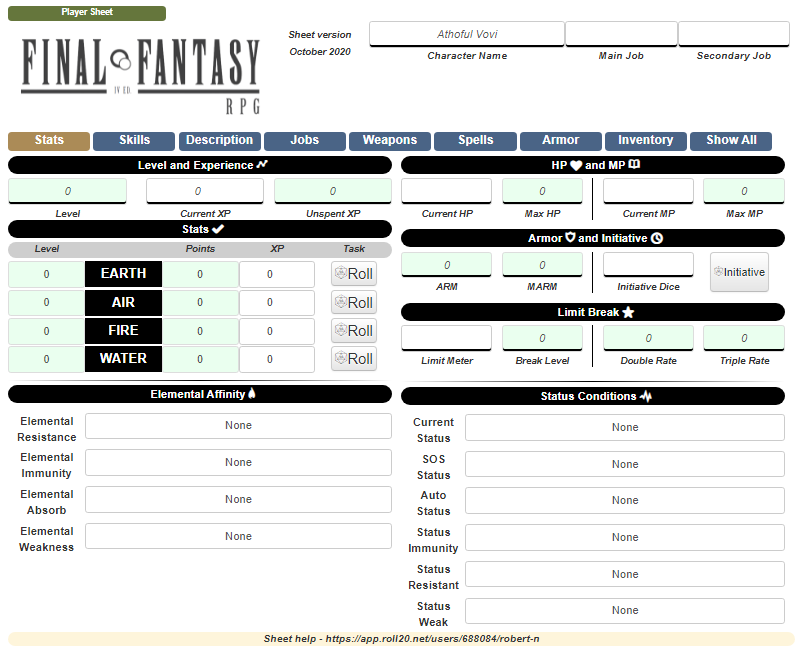 Player Sheet
FINAL FANTASY
IV ED.
RPG
Sheet version
October 2020
Athoful Vovi
Character Name Main Job Secondary Job
Stats Skills Description Jobs Weapons Spells Armor Inventory Show All
Level and Experience
0 0 0
Level Current XP Unspent XP
Stats
Level Points XP Task
0 EARTH 0 0 Roll
0 AIR 0 0 Roll
0 FIRE 0 0 Roll
0 WATER 0 0 Roll
Elemental Affinity
Elemental
Resistance
None
Elemental
Immunity
None
Elemental
Absorb
None
Elemental
Weakness
None
HP and MP
0 0
Current HP Max HP Current MP Max MP
Armor and Initiative
0 0 Initiative
ARM MARM Initiative Dice
Limit Break
0 0 0
Limit Meter Break Level Double Rate Triple Rate
Status Conditions
Current
Status
None
SOS
Status
None
Auto
Status
None
Status
Immunity
None
Status
Resistant
None
Status
Weak
None
Sheet help - https://app.roll20.net/users/688084/robert-n